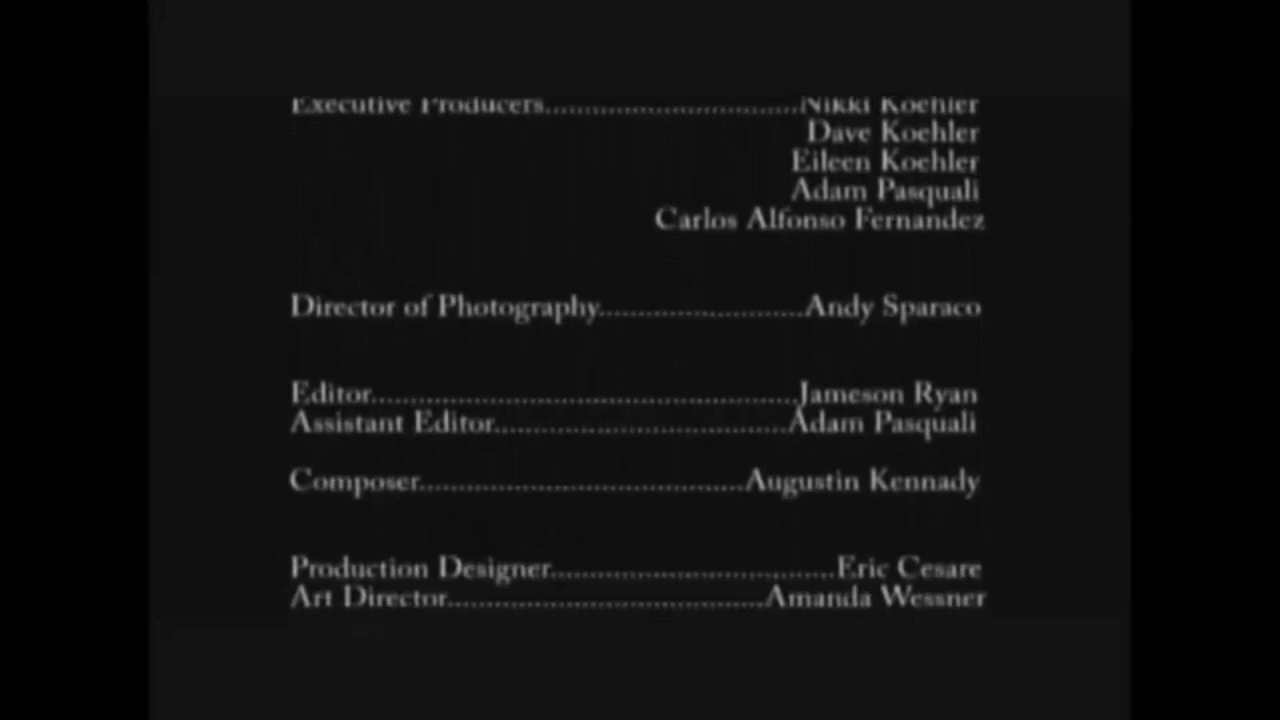 Executive Producers..............................Nikki Koehler
Dave Koehler
Eileen Koehler
Adam Pasquali
Carlos Alfonso Fernandez
Director of Photography........................Andy Sparaco
Editor..................................................Jameson Ryan
Assistant Editor...................................Adam Pasquali
Composer......................................Augustin Kennady
Production Designer.................................Eric Cesare
Art Director.....................................Amanda Wessner